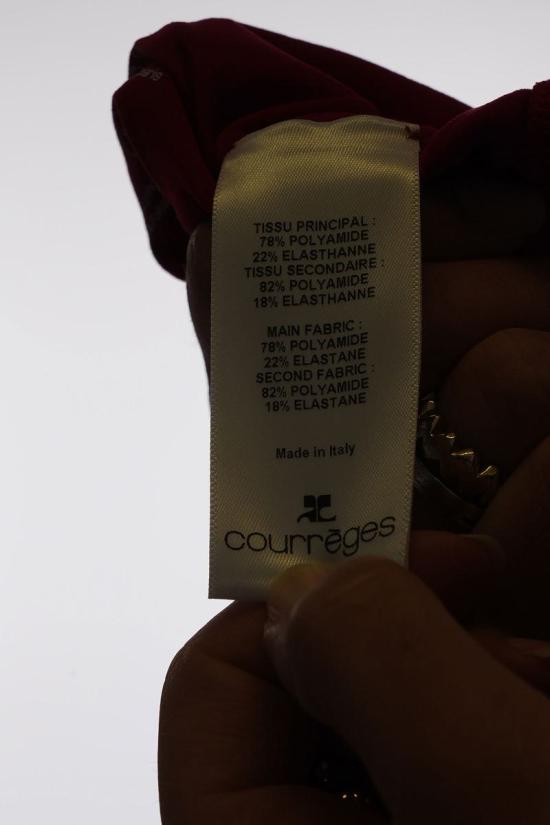 TISSU PRINCIPAL :
78% POLYAMIDE
22% ELASTHANNE
TISSU SECONDAIRE :
82% POLYAMIDE
18% ELASTHANNE
MAIN FABRIC :
78% POLYAMIDE
22% ELASTANE
SECOND FABRIC :
82% POLYAMIDE
18% ELASTANE
Made in Italy
courrèges